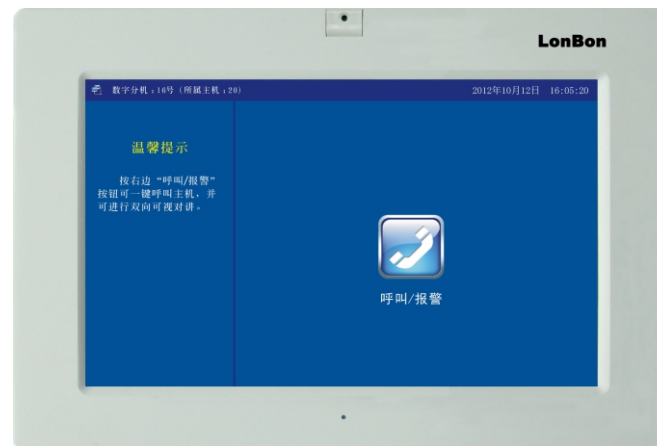 LonBon
数字分机：16号（所属主机：20）
2012年10月12日 16:05:20
温馨提示
按右边“呼叫/报警”
按钮可一键呼叫主机，并
可进行双向可视对讲。
呼叫/报警